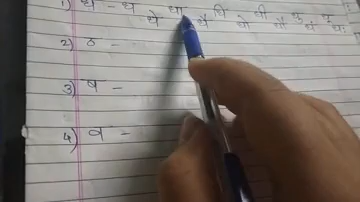 1) थ - थ था थि थी थु थू
थे थै थो थौ थं थः
2) ठ -
3) ष -
4) व -